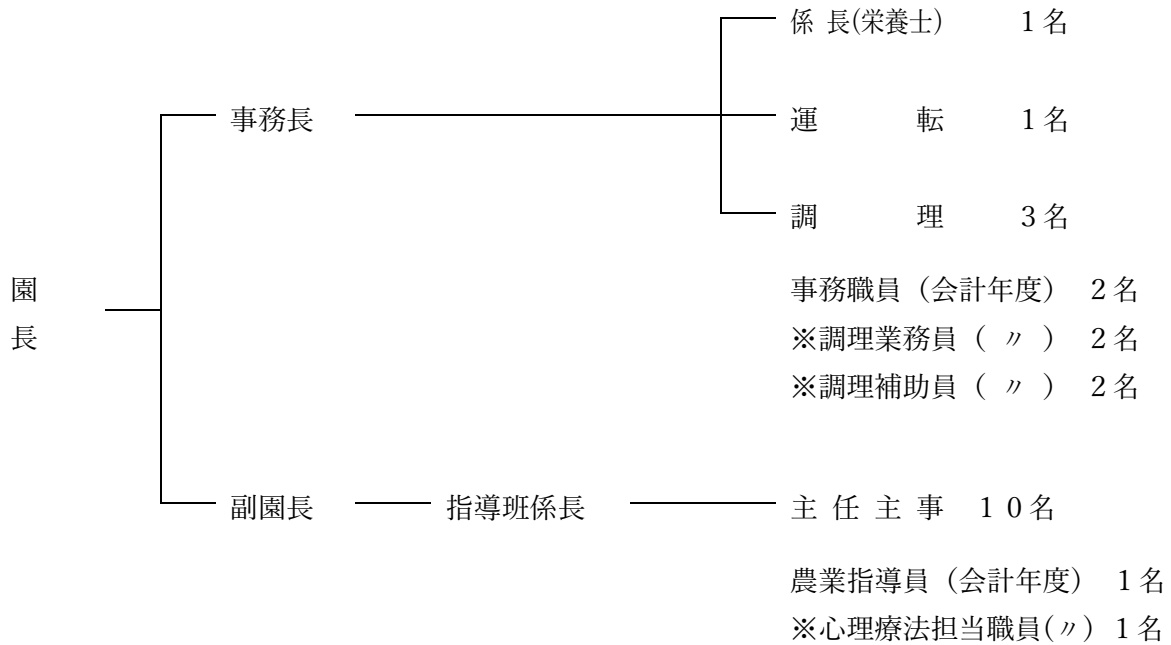 係 長(栄養士) 1名
事務長 運 転 1名
調 理 3名
園長
事務職員（会計年度） 2名
※調理業務員（ 〃 ） 2名
※調理補助員（ 〃 ） 2名
副園長 指導班係長 主 任 主 事 １０名
農業指導員（会計年度） 1名
※心理療法担当職員(〃) 1名